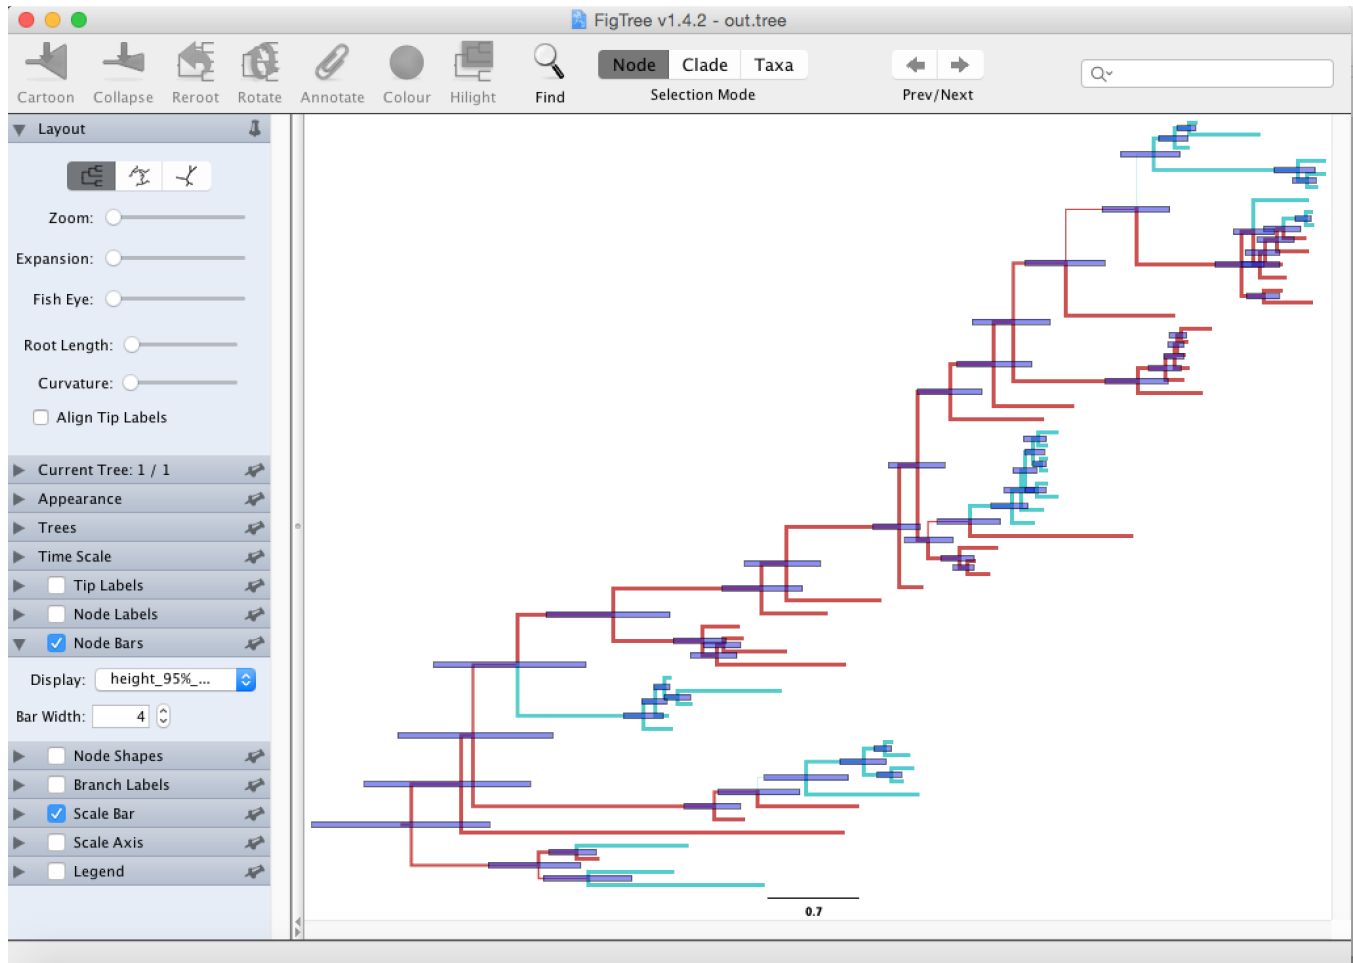 FigTree v1.4.2 - out.tree
Cartoon Collapse Reroot Rotate Annotate Colour Hilight Find
Node Clade Taxa
Selection Mode
Prev/Next
Layout
Zoom:
Expansion:
Fish Eye:
Root Length:
Curvature:
Align Tip Labels
Current Tree: 1 / 1
Appearance
Trees
Time Scale
Tip Labels
Node Labels
Node Bars
Display: height_95%_...
Bar Width: 4
Node Shapes
Branch Labels
Scale Bar
Scale Axis
Legend
0.7